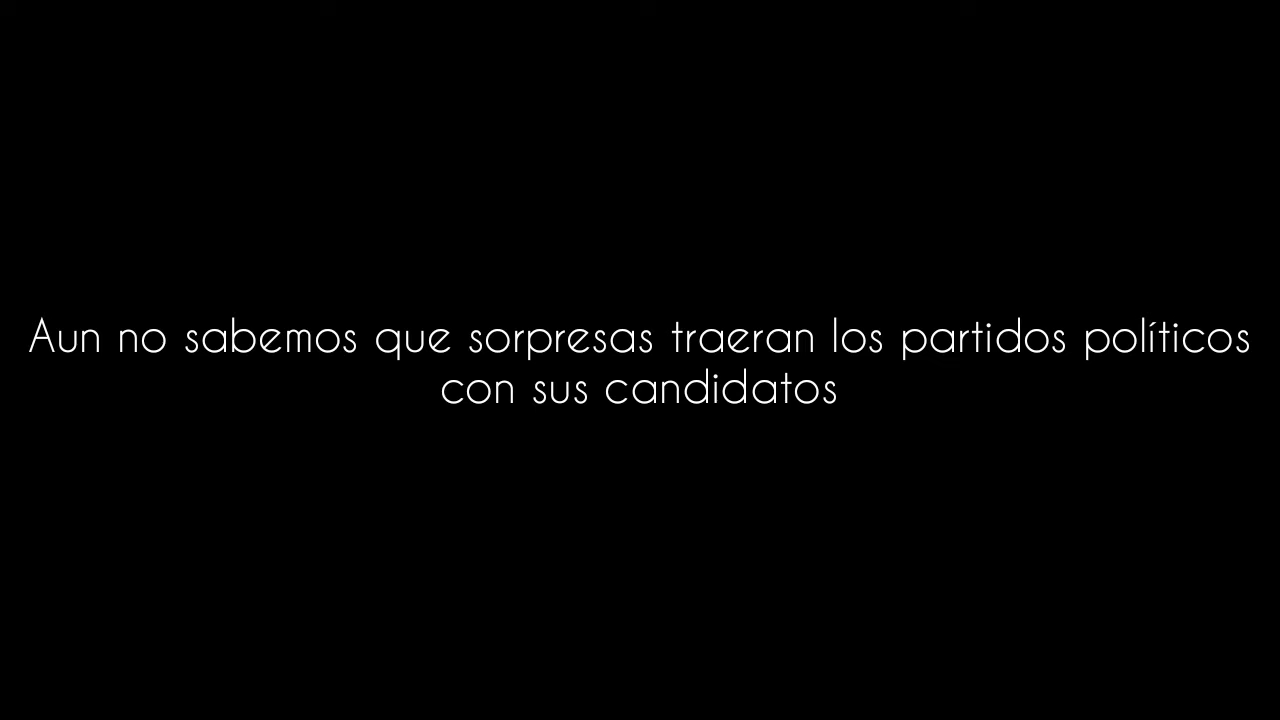 Aun no sabemos que sorpresas traeran los partidos políticos
con sus candidatos